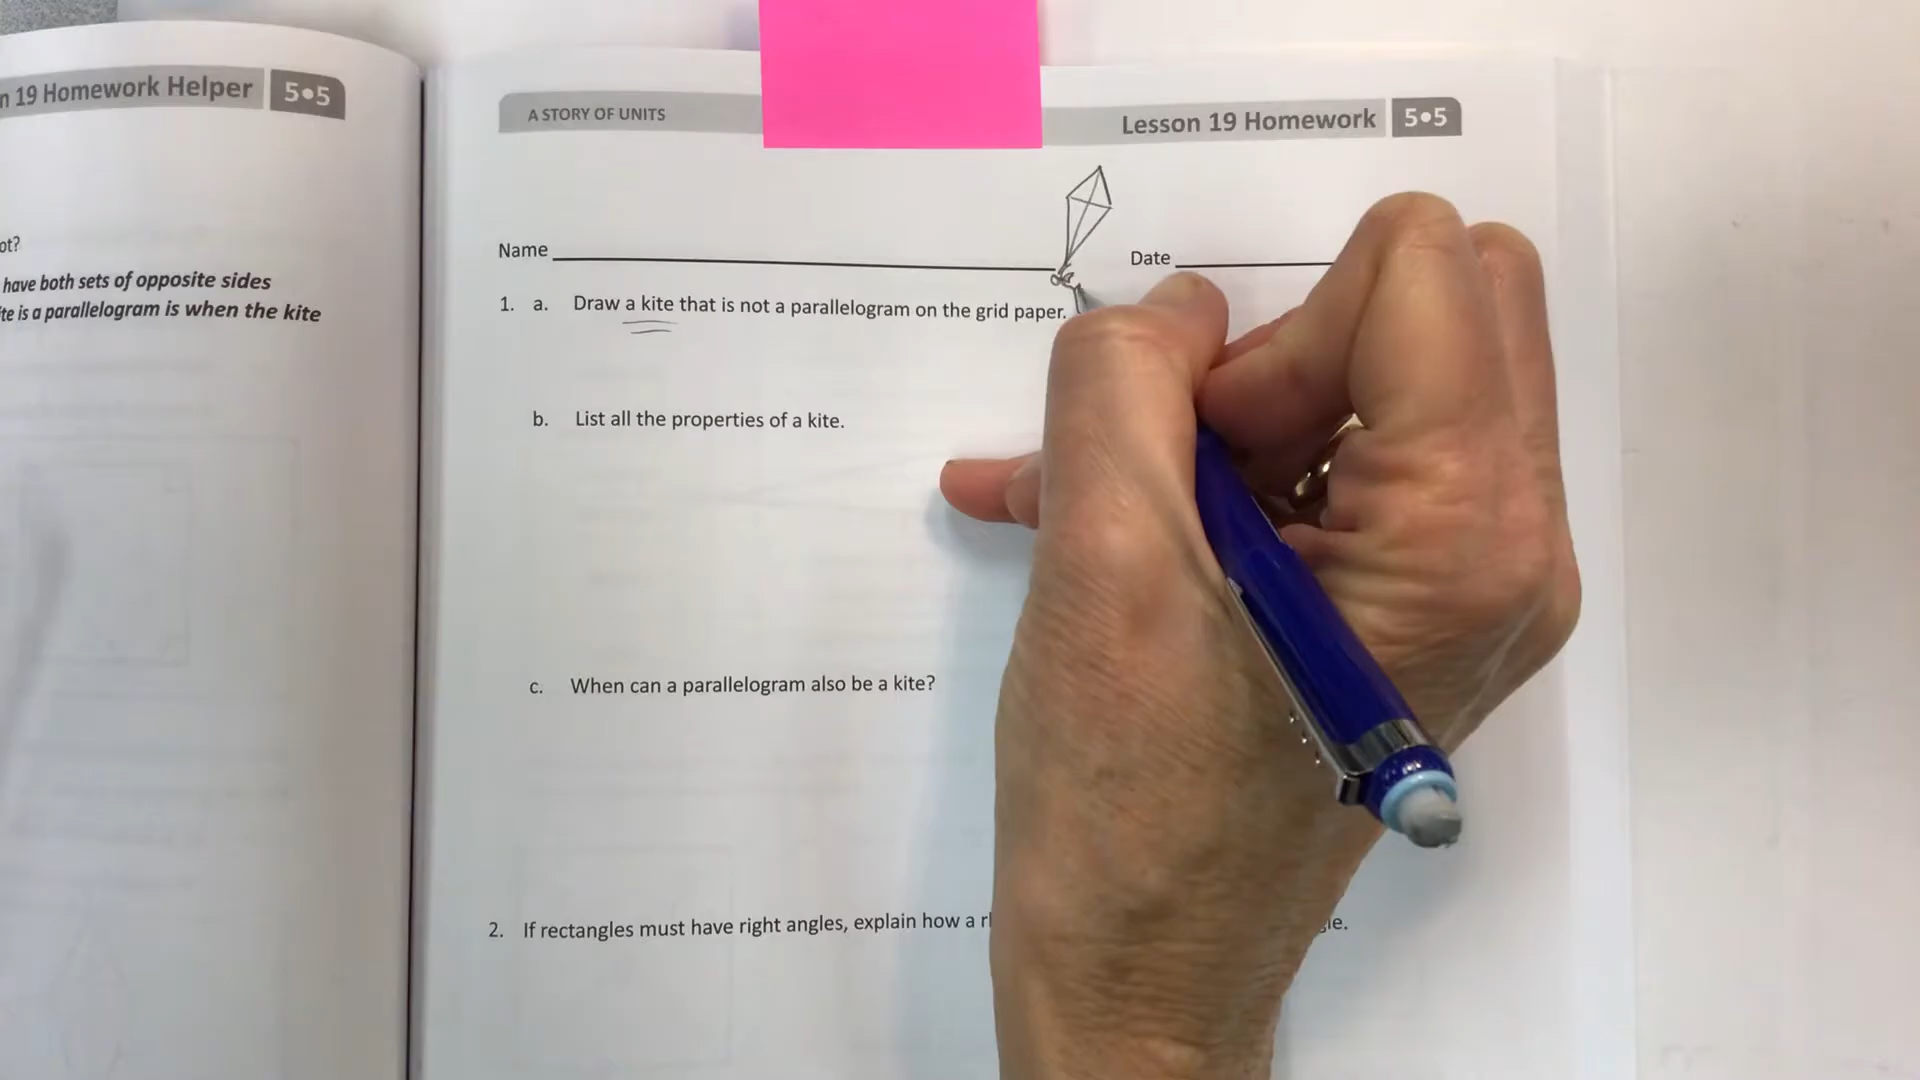 19 Homework Helper 5•5
ot?
have both sets of opposite sides
is a parallelogram is when the kite
A STORY OF UNITS
Lesson 19 Homework 5•5
Name
Date
1. a. Draw a kite that is not a parallelogram on the grid paper.
b. List all the properties of a kite.
c. When can a parallelogram also be a kite?
2. If rectangles must have right angles, explain how a